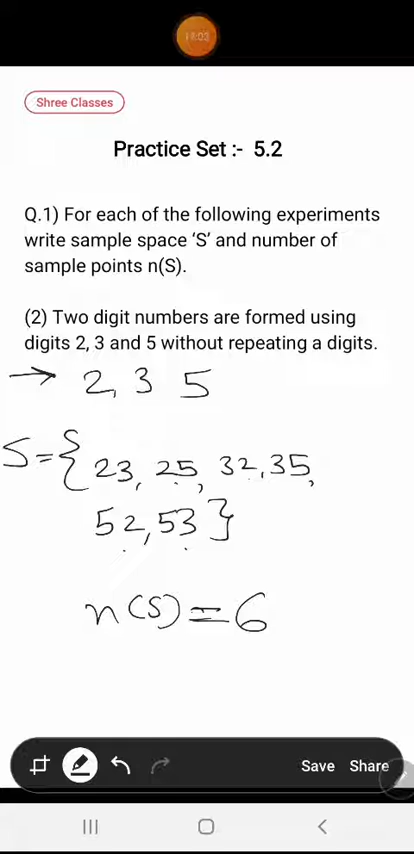 Shree Classes
Practice Set :- 5.2
Q.1) For each of the following experiments
write sample space ‘S’ and number of
sample points n(S).
(2) Two digit numbers are formed using
digits 2, 3 and 5 without repeating a digits.
→ 2, 3 5
S={ 23, 25, 32, 35,
52, 53 }
n(S) = 6
Save Share